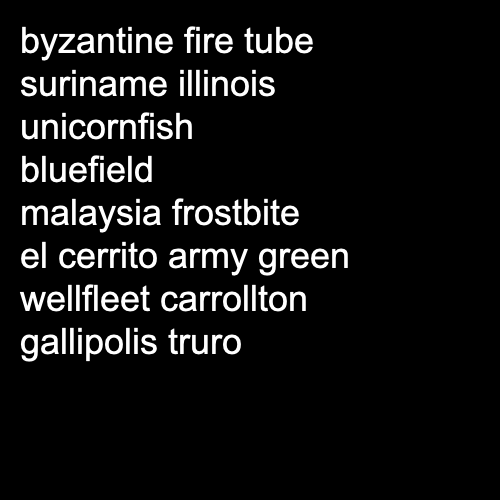 byzantine fire tube
suriname illinois
unicornfish
bluefield
malaysia frostbite
el cerrito army green
wellfleet carrollton
gallipolis truro